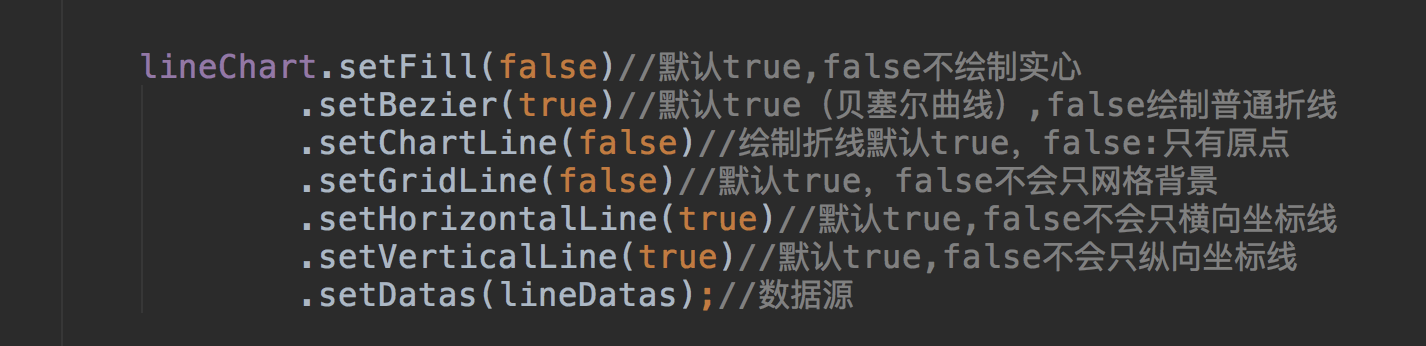 lineChart.setFill(false)//默认true,false不绘制实心
.setBezier(true)//默认true（贝塞尔曲线）,false绘制普通折线
.setChartLine(false)//绘制折线默认true，false:只有原点
.setGridLine(false)//默认true，false不会只网格背景
.setHorizontalLine(true)//默认true,false不会只横向坐标线
.setVerticalLine(true)//默认true,false不会只纵向坐标线
.setDatas(lineDatas);//数据源